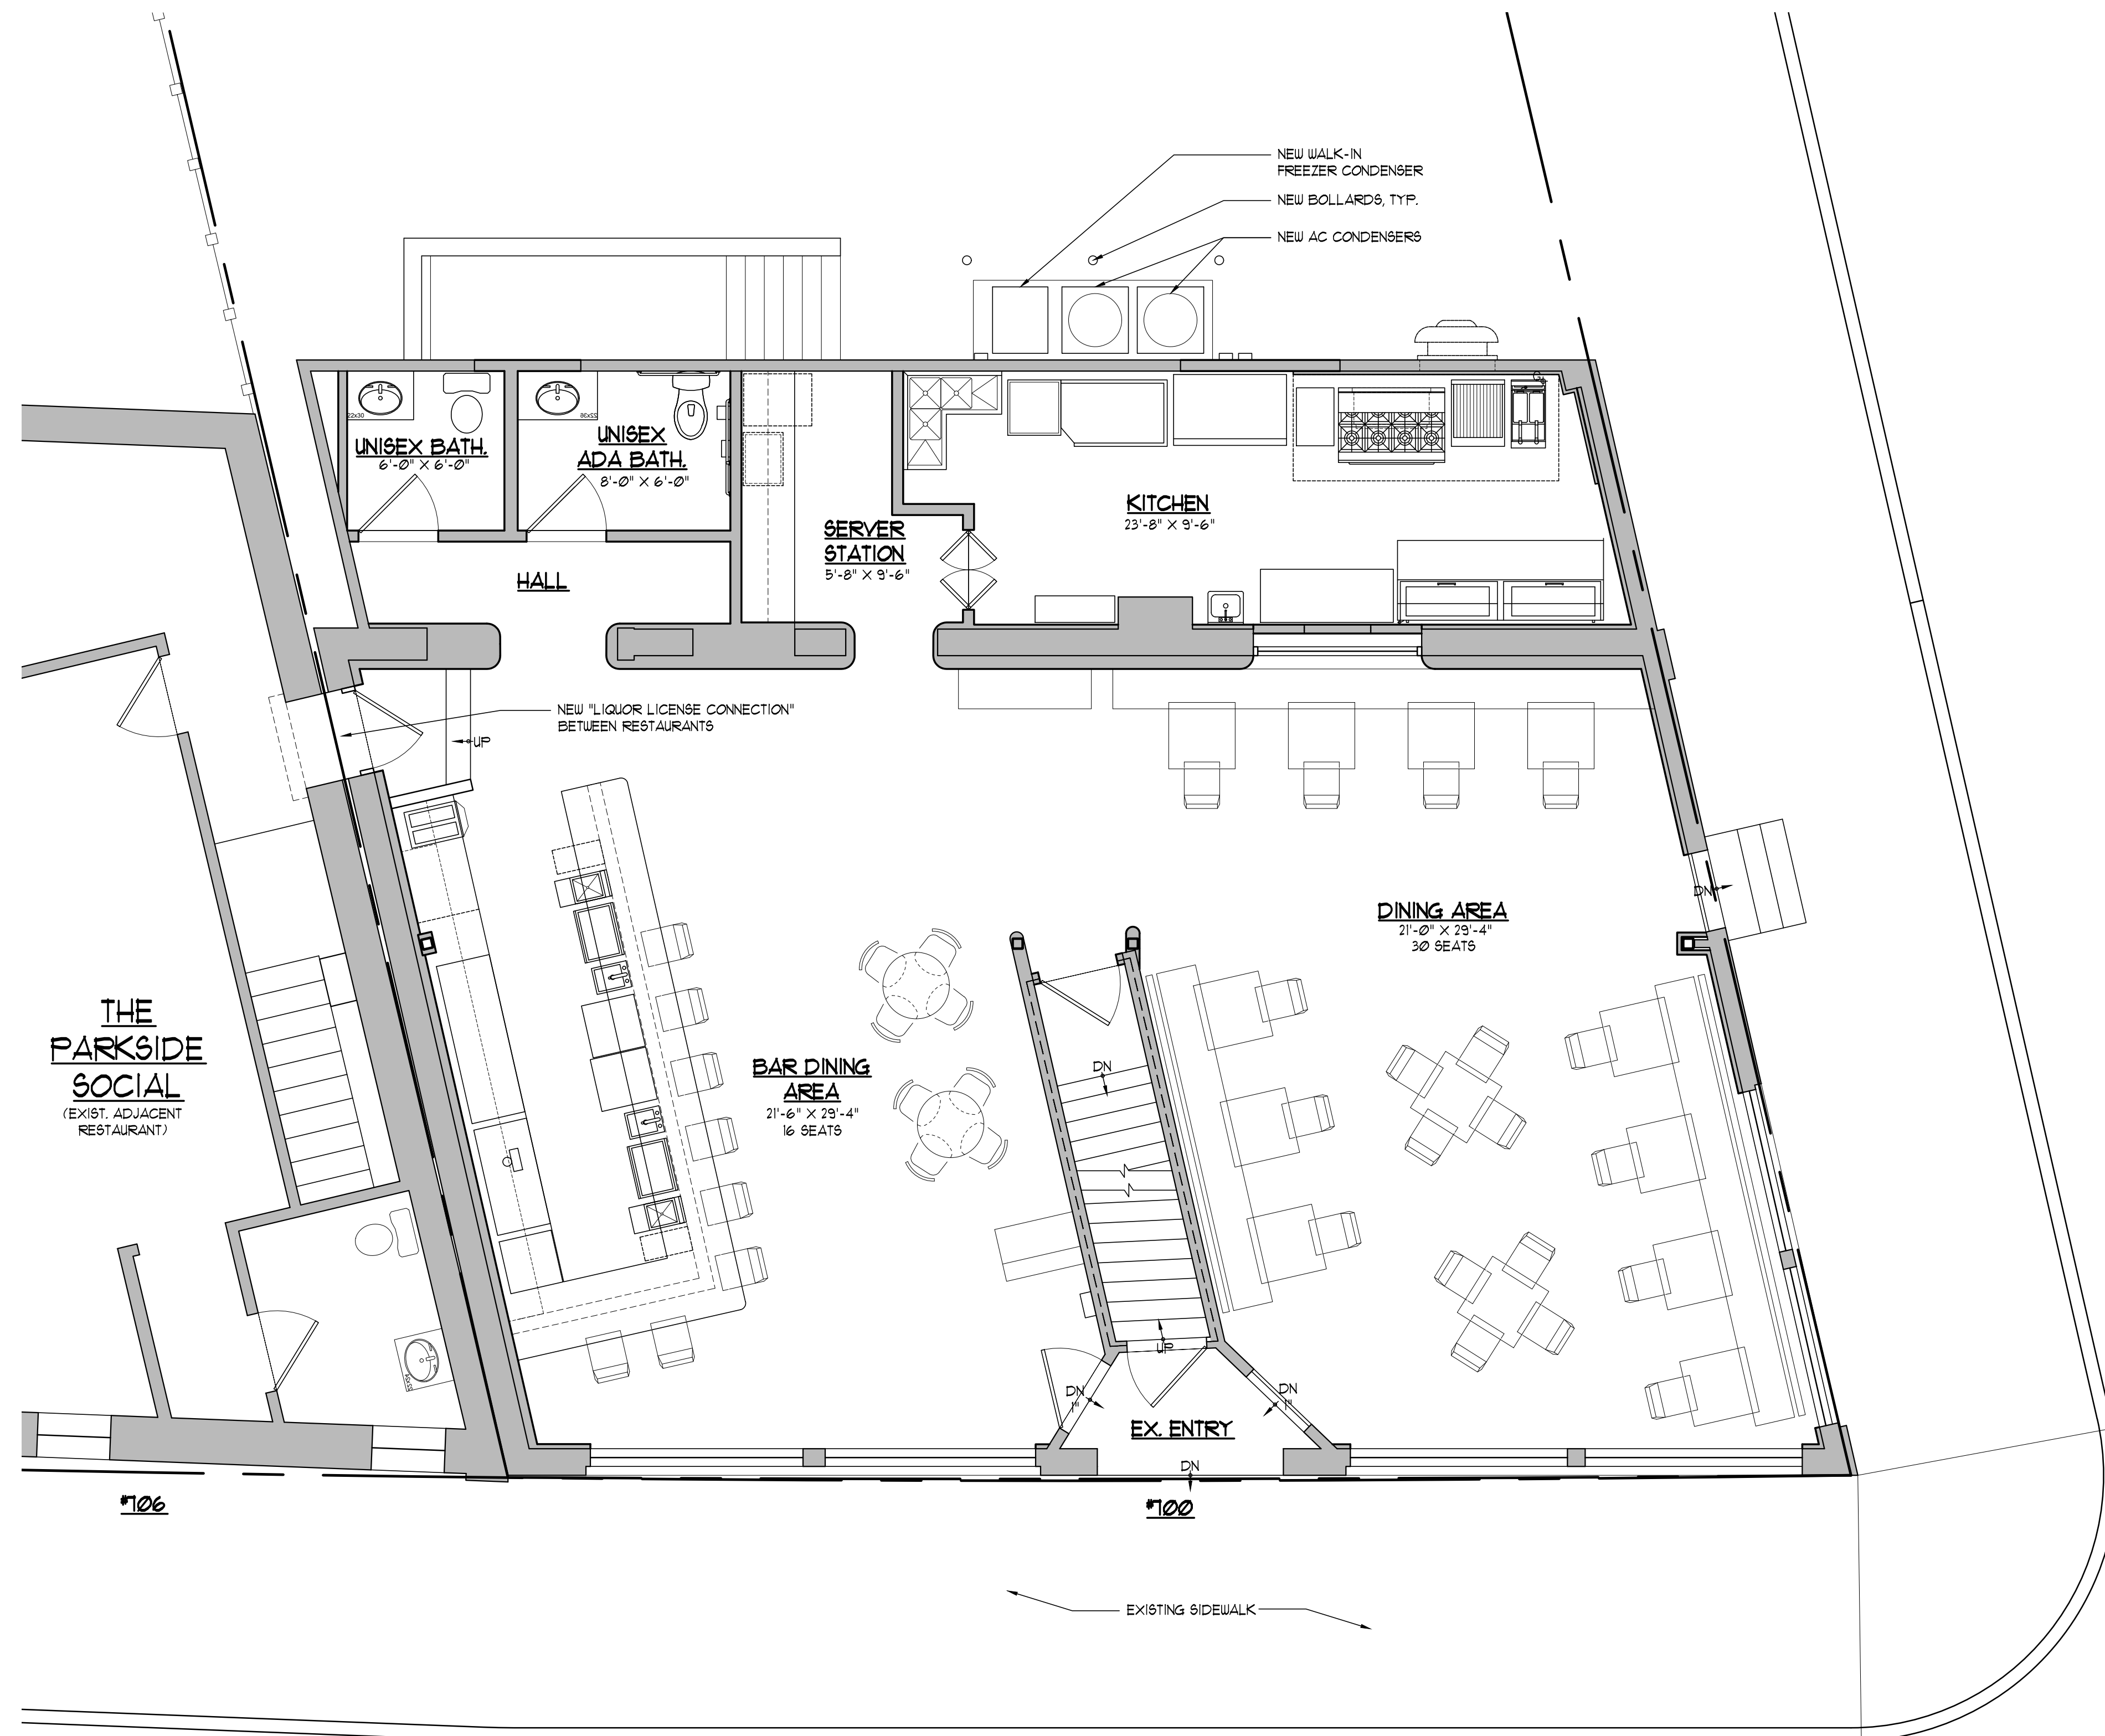 NEW WALK-IN
FREEZER CONDENSER
NEW BOLLARDS, TYP.
NEW AC CONDENSERS
22x30
22x36
G
UNISEX BATH.
6'-0" X 6'-0"
UNISEX
ADA BATH.
8'-0" X 6'-0"
SERVER
STATION
5'-8" X 9'-6"
KITCHEN
23'-8" X 9'-6"
HALL
NEW "LIQUOR LICENSE CONNECTION"
BETWEEN RESTAURANTS
UP
DN
DINING AREA
21'-0" X 29'-4"
30 SEATS
THE
PARKSIDE
SOCIAL
(EXIST. ADJACENT
RESTAURANT)
BAR DINING
AREA
21'-6" X 29'-4"
16 SEATS
DN
UP
DN
1"
DN
1"
EX. ENTRY
DN
#706
#700
EXISTING SIDEWALK